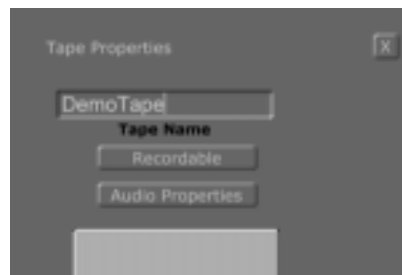 Tape Properties X
DemoTape
Tape Name
Recordable
Audio Properties